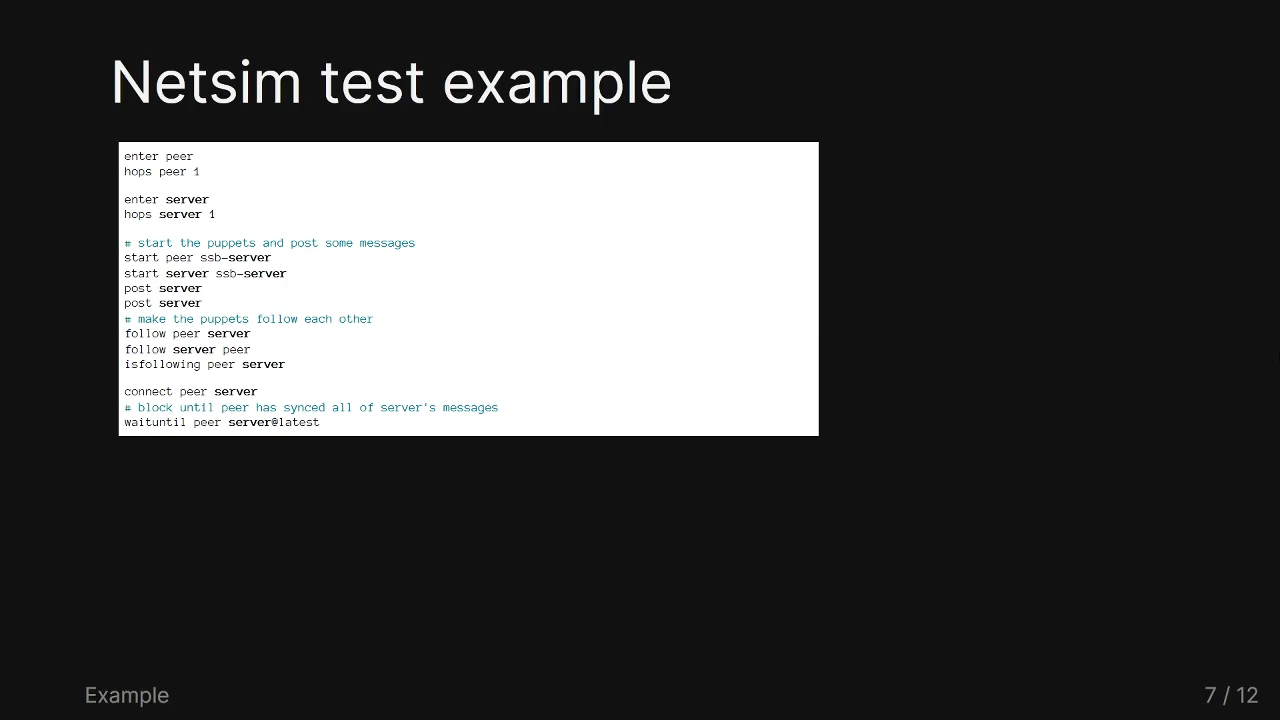 Netsim test example
enter peer
hops peer 1
enter server
hops server 1
# start the puppets and post some messages
start peer ssb-server
start server ssb-server
post server
post server
# make the puppets follow each other
follow peer server
follow server peer
isfollowing peer server
connect peer server
# block until peer has synced all of server's messages
waituntil peer server@latest
Example
7 / 12